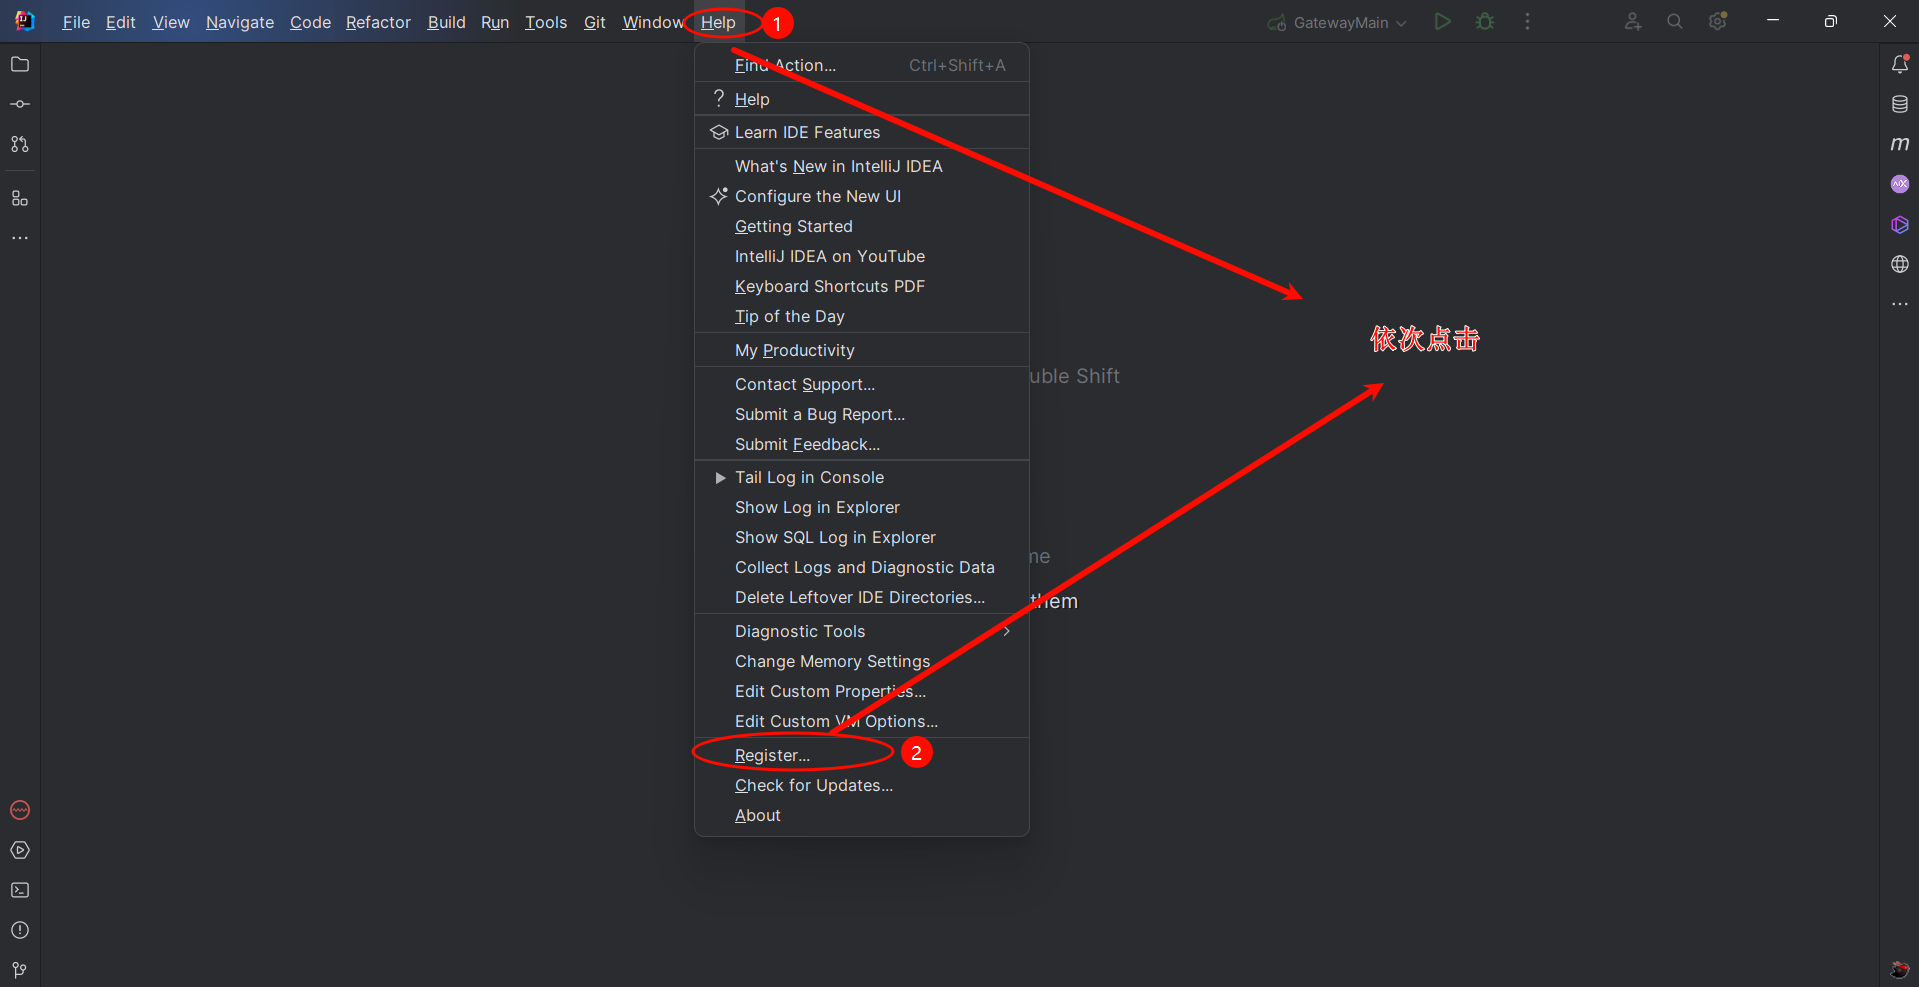 File Edit View Navigate Code Refactor Build Run Tools Git Window Help 1 GatewayMain
Find Action... Ctrl+Shift+A
? Help
Learn IDE Features
What's New in IntelliJ IDEA
Configure the New UI
Getting Started
IntelliJ IDEA on YouTube
Keyboard Shortcuts PDF
Tip of the Day
依次点击
My Productivity
uble Shift
Contact Support...
Submit a Bug Report...
Submit Feedback...
Tail Log in Console
Show Log in Explorer
Show SQL Log in Explorer
me
Collect Logs and Diagnostic Data
Delete Leftover IDE Directories...
them
Diagnostic Tools
Change Memory Settings
Edit Custom Properties...
Edit Custom VM Options...
Register... 2
Check for Updates...
About